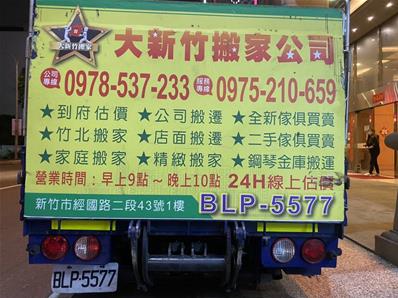 大新竹搬家
大新竹搬家公司
公司專線 0978-537-233 服務專線 0975-210-659
★到府估價 ★公司搬遷 ★全新傢俱買賣
★竹北搬家 ★店面搬遷 ★二手傢俱買賣
★家庭搬家 ★精緻搬家 ★鋼琴金庫搬運
營業時間：早上9點～晚上10點 24H線上估價
新竹市經國路二段43號1樓 BLP-5577
BLP-5577